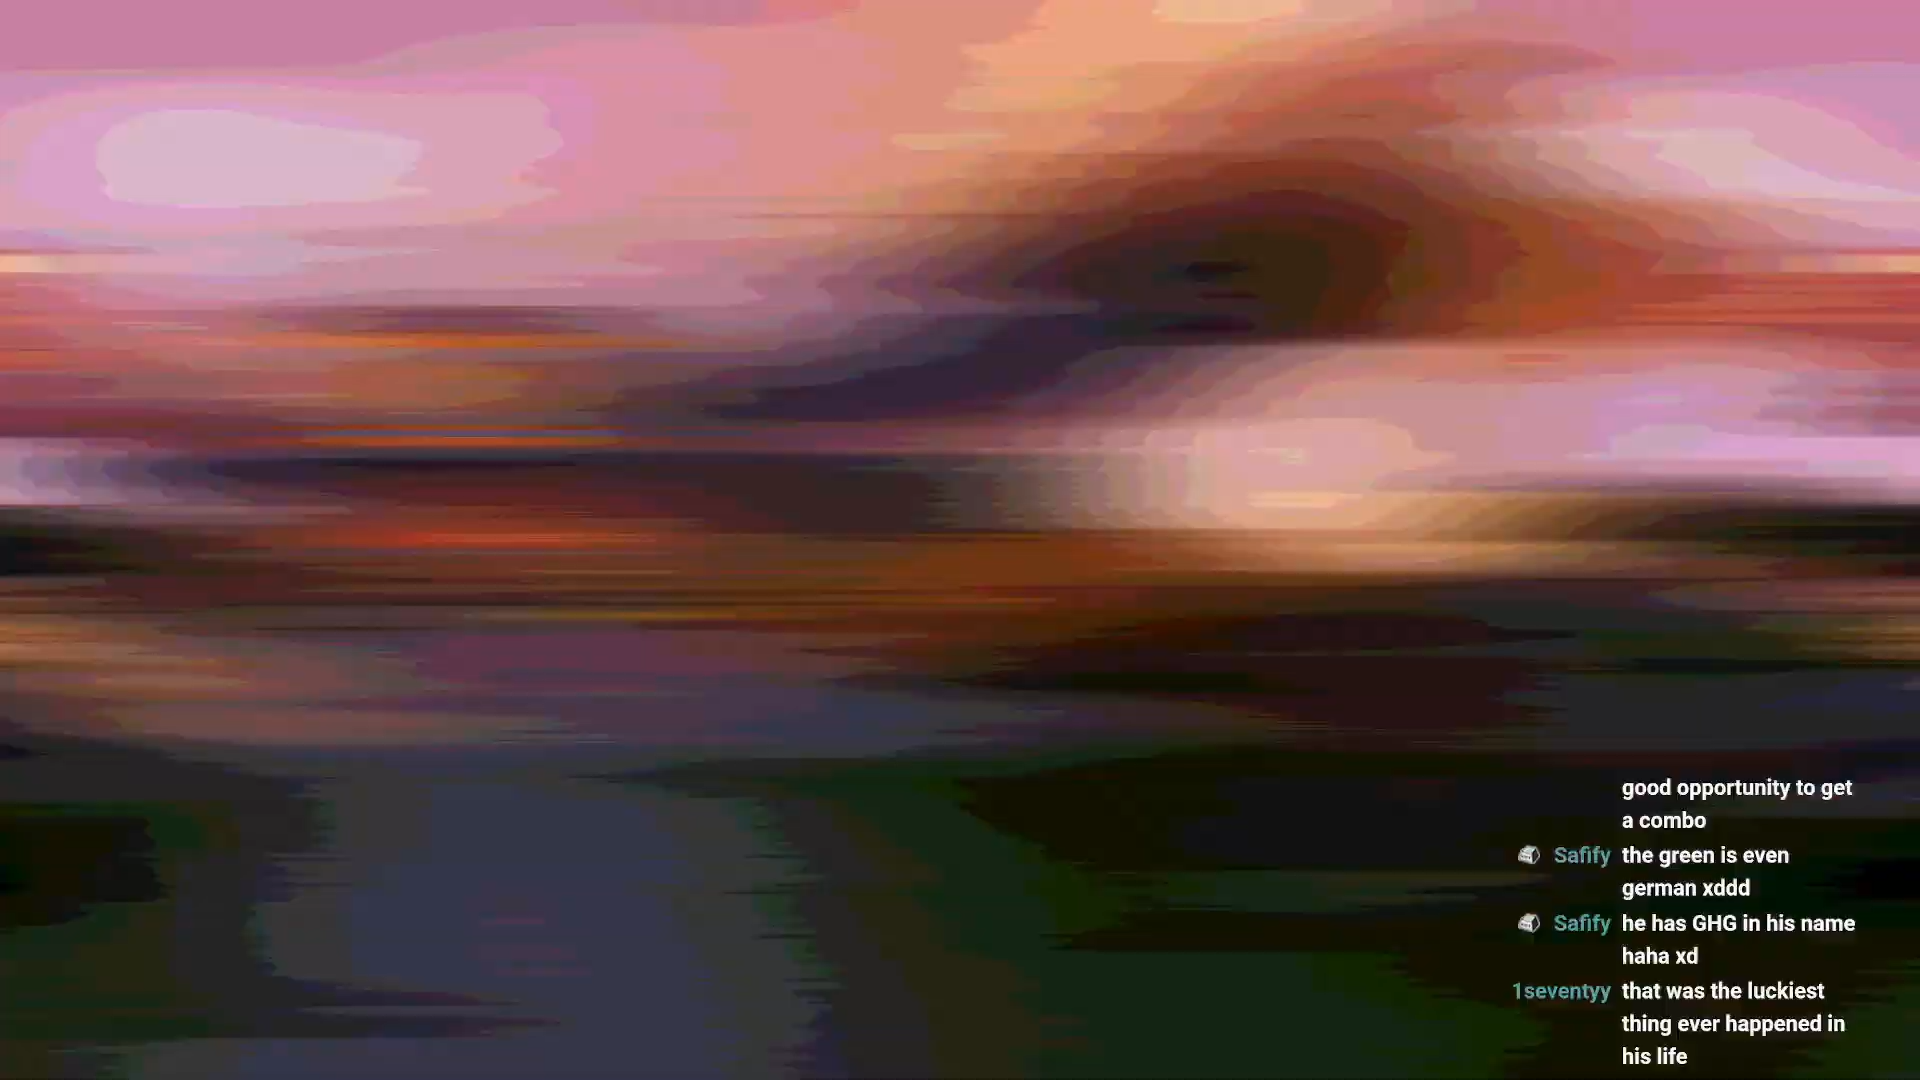 good opportunity to get
a combo
Safify the green is even
german xddd
Safify he has GHG in his name
haha xd
1seventyy that was the luckiest
thing ever happened in
his life